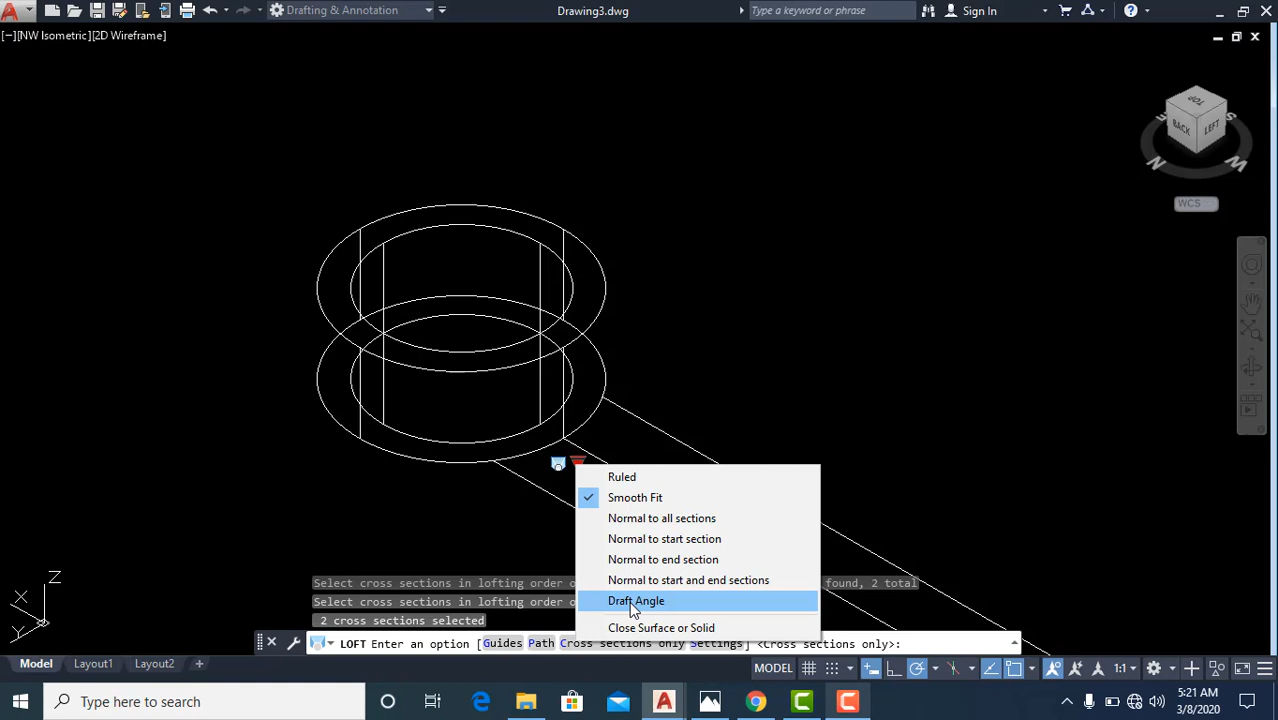 Drafting & Annotation
Drawing3.dwg
Type a keyword or phrase
Sign In
[−][NW Isometric][2D Wireframe]
TOP
BACK
LEFT
S
N
W
WCS
Ruled
Smooth Fit
Normal to all sections
Normal to start section
Normal to end section
Normal to start and end sections
Draft Angle
Close Surface or Solid
Z
X
Y
Select cross sections in lofting order o found, 2 total
Select cross sections in lofting order o
2 cross sections selected
LOFT Enter an option [Guides Path Cross sections only Settings] <Cross sections only>:
Model Layout1 Layout2 +
MODEL 1:1
Type here to search
5:21 AM
3/8/2020